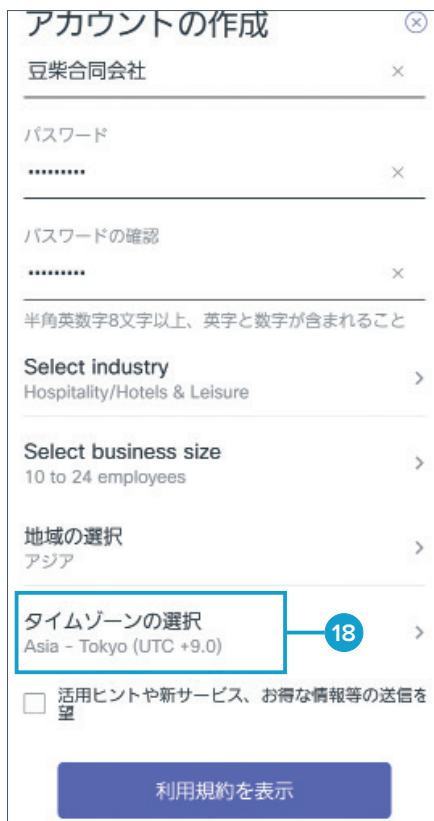 アカウントの作成
豆柴合同会社
パスワード
•••••••••
パスワードの確認
•••••••••
半角英数字8文字以上、英字と数字が含まれること
Select industry
Hospitality/Hotels & Leisure
Select business size
10 to 24 employees
地域の選択
アジア
タイムゾーンの選択
Asia - Tokyo (UTC +9.0)
18
活用ヒントや新サービス、お得な情報等の送信を
望
利用規約を表示